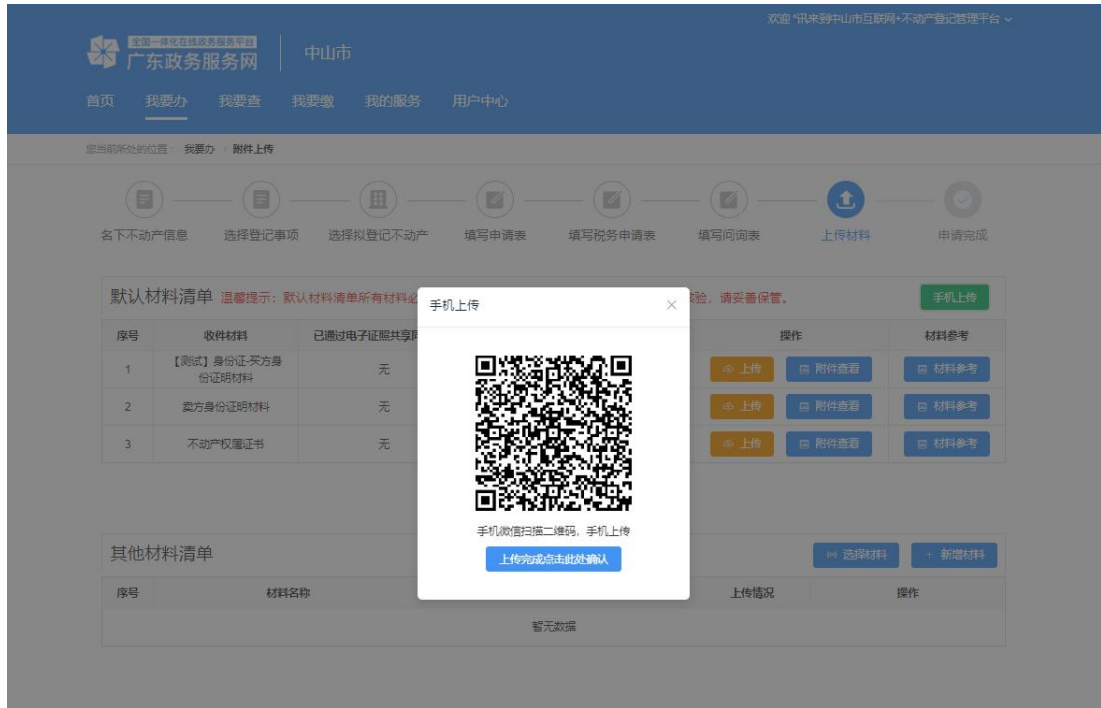 欢迎 *讯来到中山市互联网+不动产登记管理平台
全国一体化在线政务服务平台
广东政务服务网
中山市
首页 我要办 我要查 我要缴 我的服务 用户中心
您当前所处的位置： 我要办 附件上传
名下不动产信息 选择登记事项 选择拟登记不动产 填写申请表 填写税务申请表 填写问询表 上传材料 申请完成
默认材料清单 温馨提示：默认材料清单所有材料必 验，请妥善保管。 手机上传
手机上传 ×
序号 收件材料 已通过电子证照共享 操作 材料参考
1 【测试】身份证-买方身份证明材料 无 上传 附件查看 材料参考
2 卖方身份证明材料 无 上传 附件查看 材料参考
3 不动产权属证书 无 上传 附件查看 材料参考
手机微信扫描二维码，手机上传
上传完成点击此处确认
其他材料清单 选择材料 + 新增材料
序号 材料名称 上传情况 操作
暂无数据